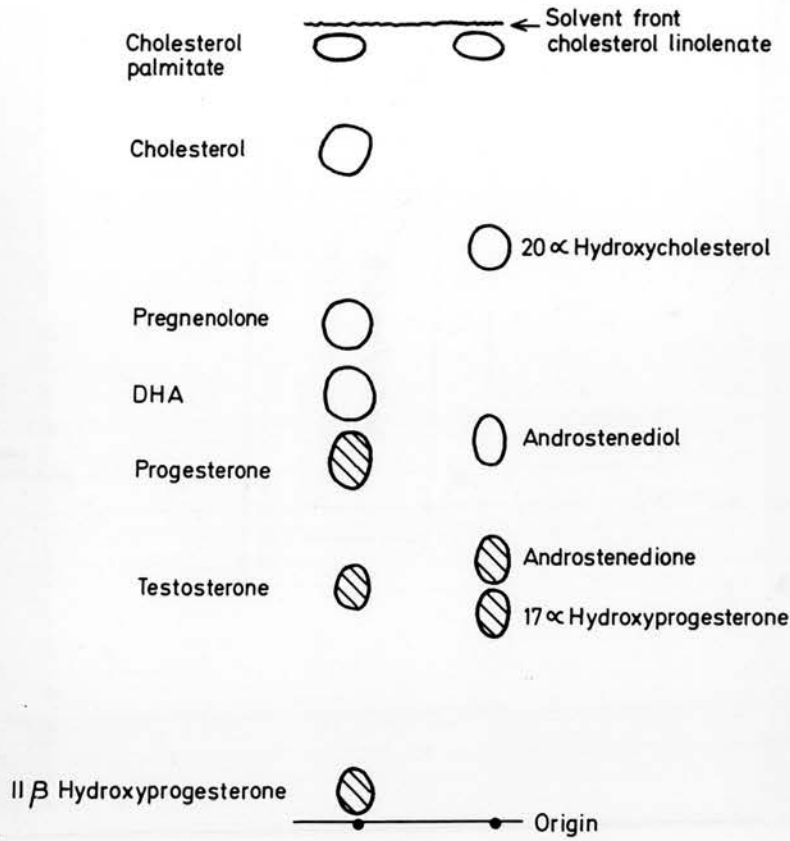 Solvent front
cholesterol linolenate
Cholesterol
palmitate
Cholesterol
20 ∝ Hydroxycholesterol
Pregnenolone
DHA
Androstenediol
Progesterone
Androstenedione
Testosterone
17 ∝ Hydroxyprogesterone
11 β Hydroxyprogesterone
Origin